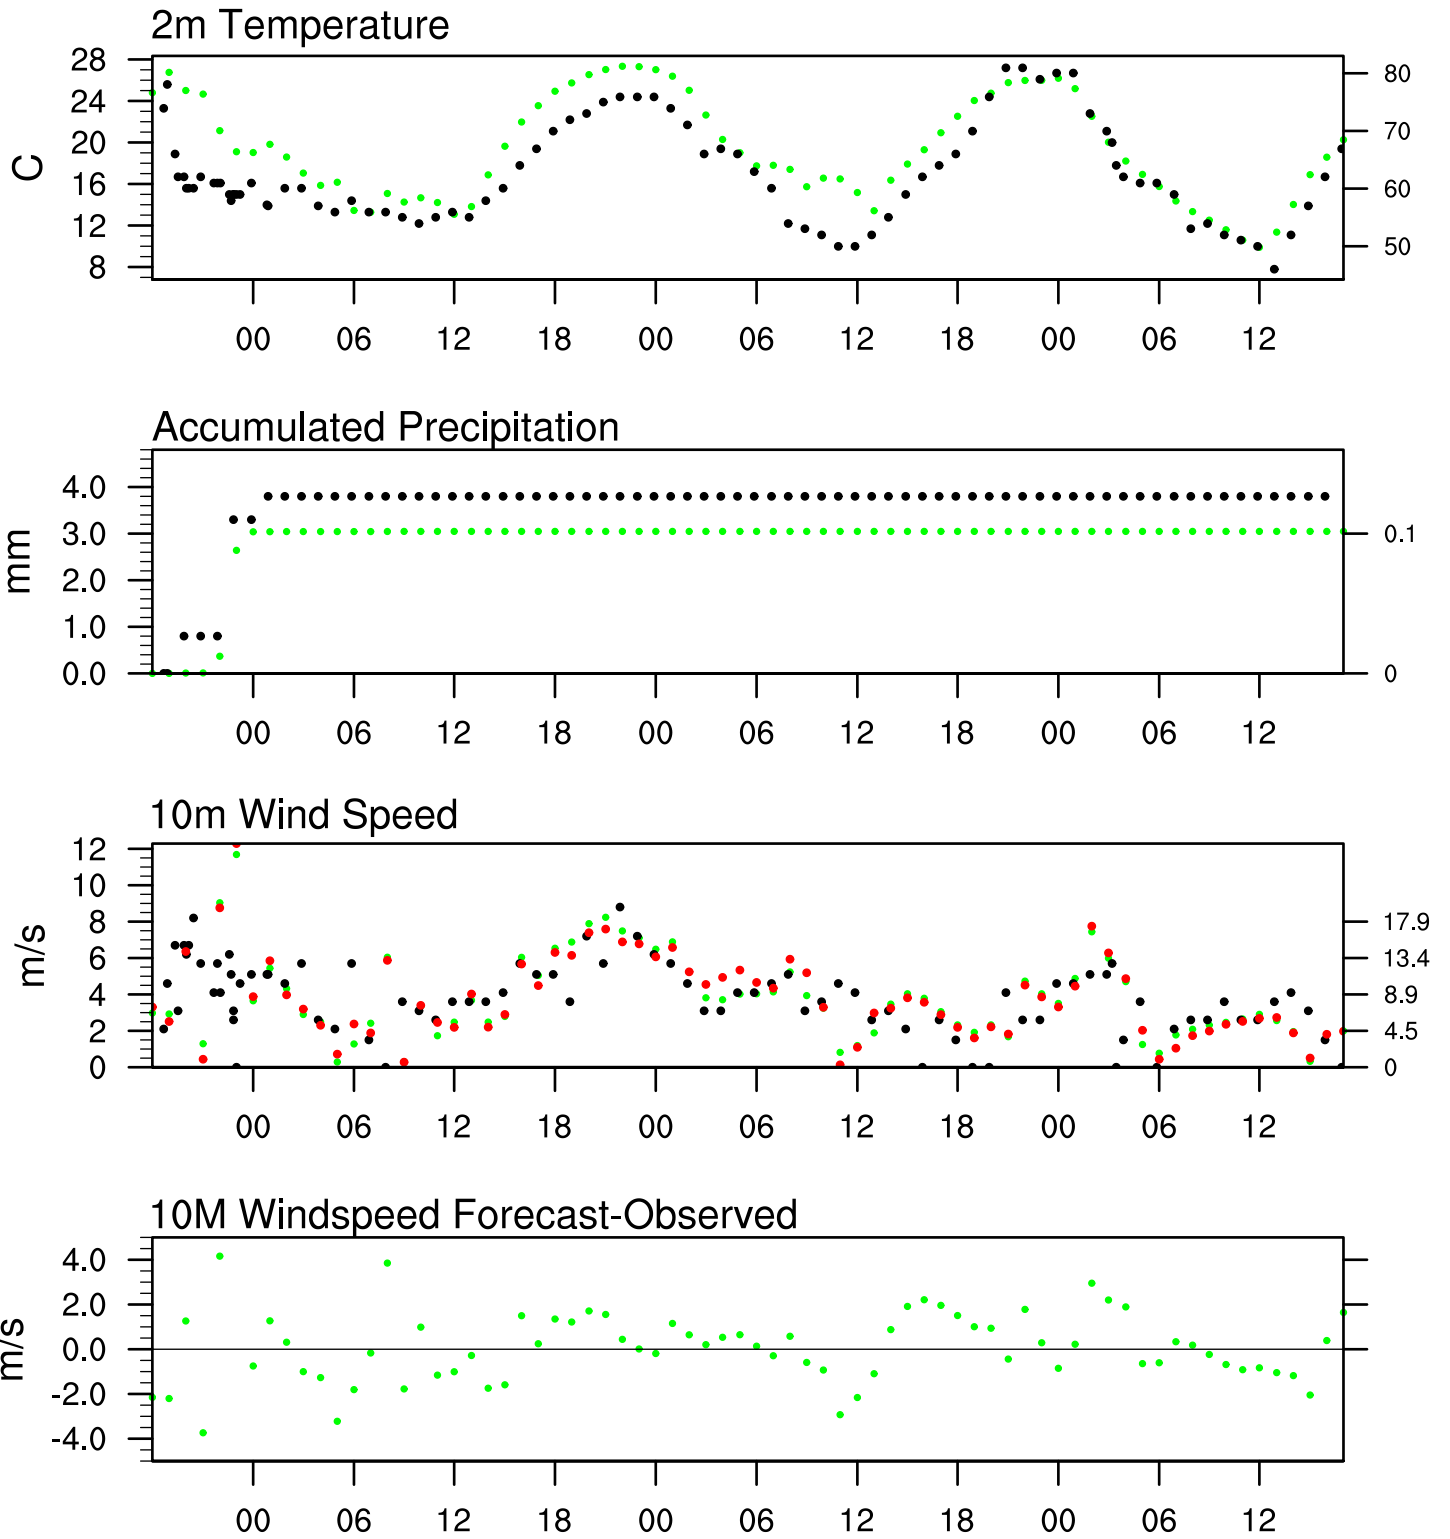 2m Temperature
28
24
20
16
12
8
C
80
70
60
50
00 06 12 18 00 06 12 18 00 06 12
Accumulated Precipitation
4.0
3.0
2.0
1.0
0.0
mm
0.1
0
00 06 12 18 00 06 12 18 00 06 12
10m Wind Speed
12
10
8
6
4
2
0
m/s
17.9
13.4
8.9
4.5
0
00 06 12 18 00 06 12 18 00 06 12
10M Windspeed Forecast-Observed
4.0
2.0
0.0
-2.0
-4.0
m/s
00 06 12 18 00 06 12 18 00 06 12